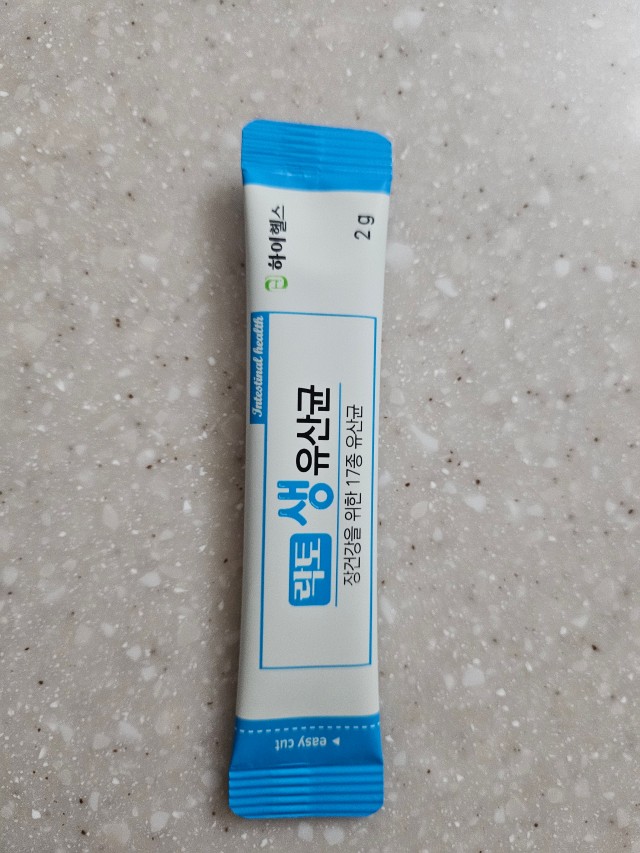 하이헬스
2 g
Intestinal health
락토 생 유산균
장건강을 위한 17종 유산균
easy cut